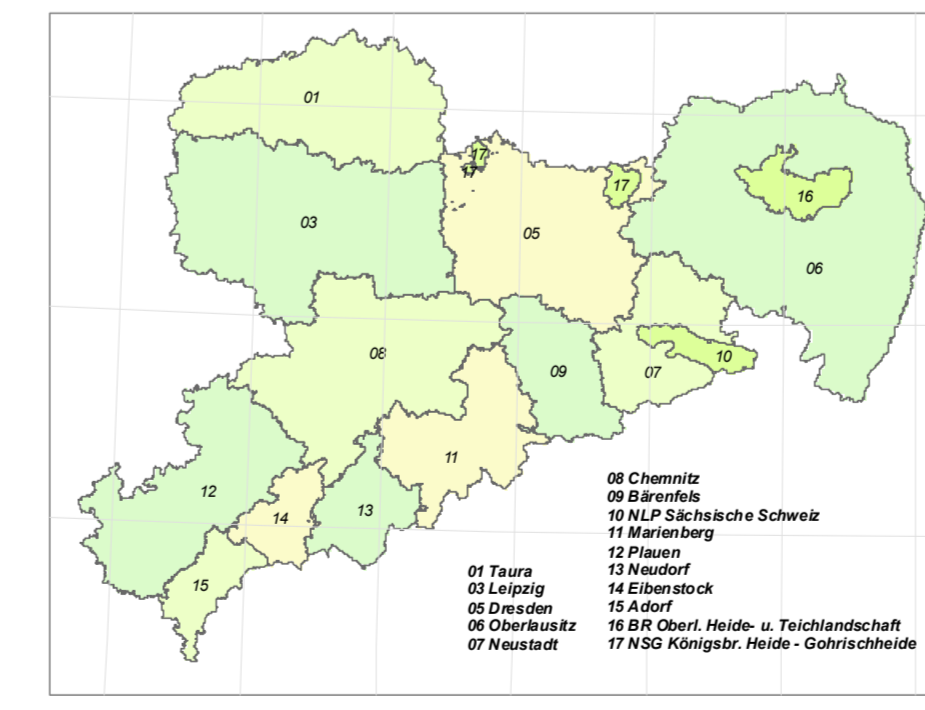 01
17
17
17
16
03
05
06
08
10
09
07
11
12
13
14
15
01 Taura
03 Leipzig
05 Dresden
06 Oberlausitz
07 Neustadt
08 Chemnitz
09 Bärenfels
10 NLP Sächsische Schweiz
11 Marienberg
12 Plauen
13 Neudorf
14 Eibenstock
15 Adorf
16 BR Oberl. Heide- u. Teichlandschaft
17 NSG Königsbr. Heide - Gohrischheide